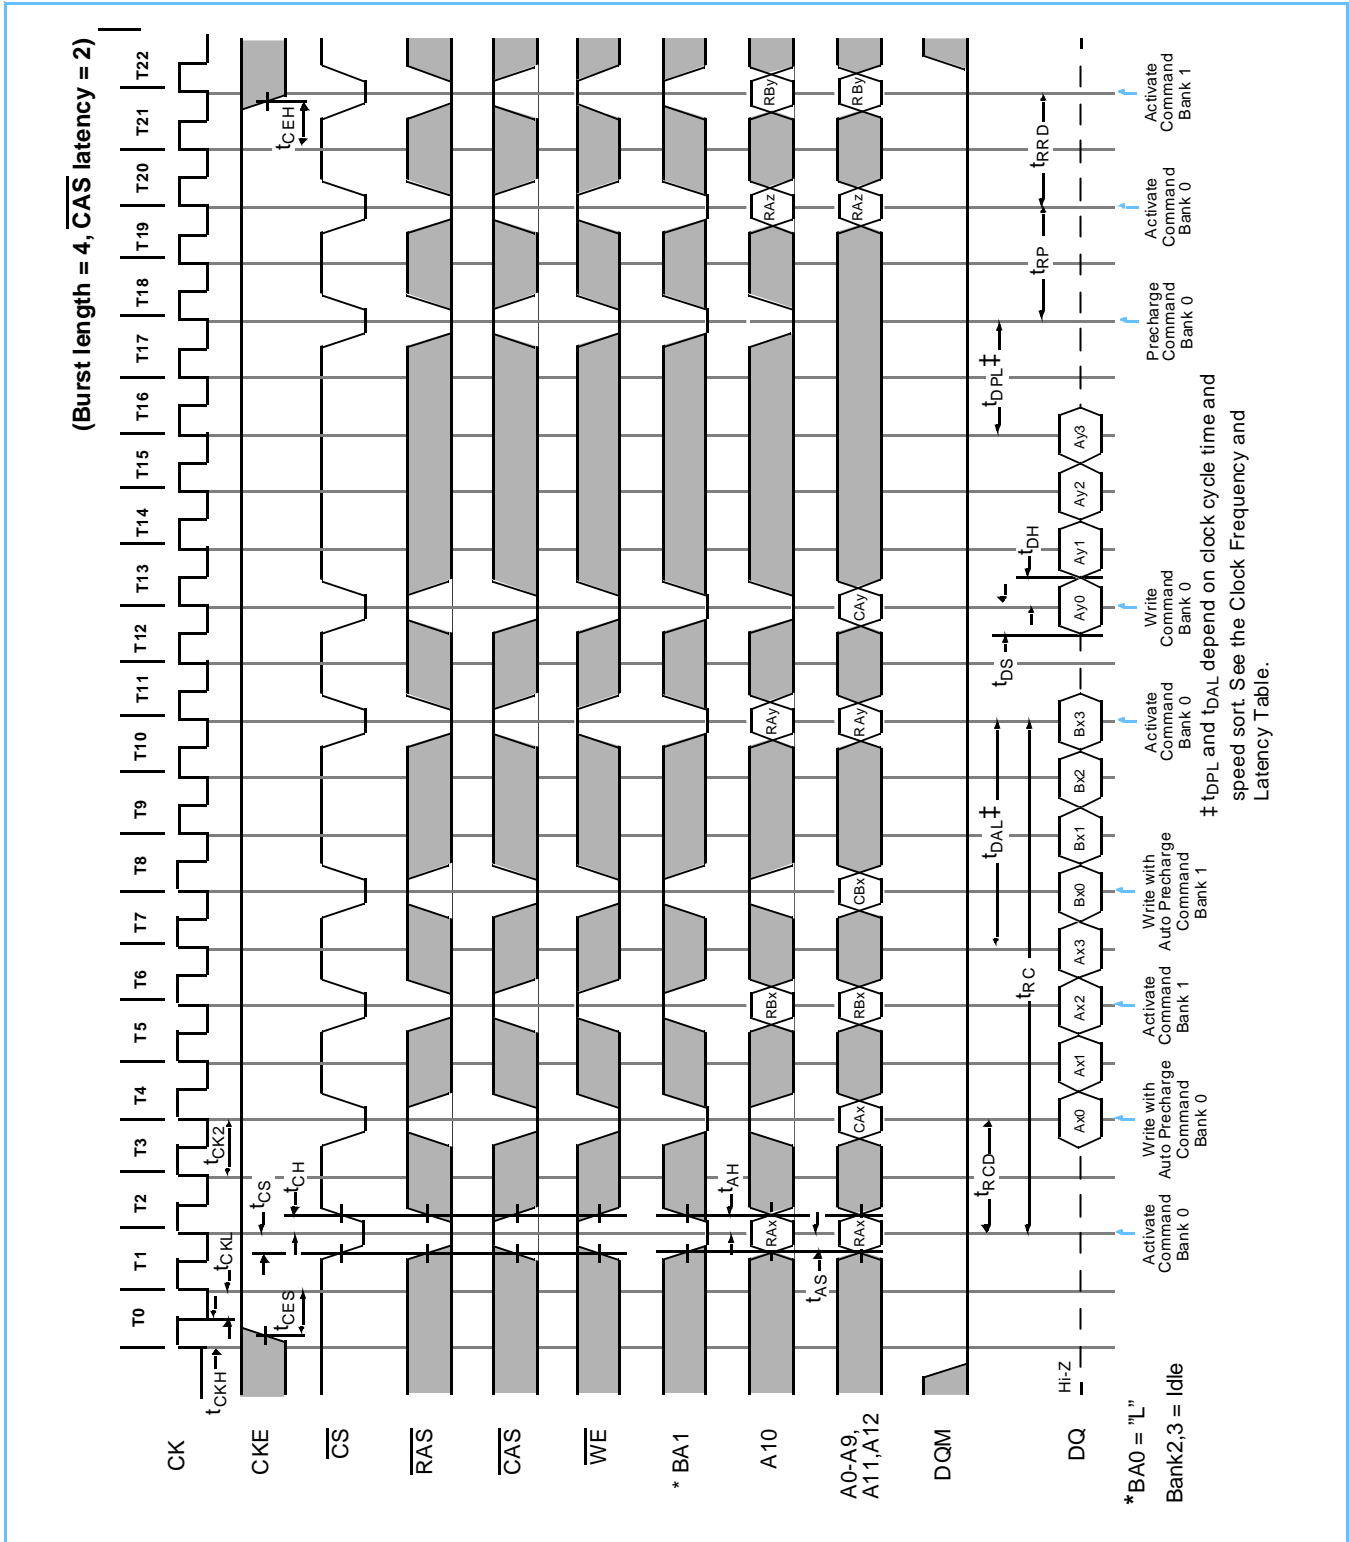 (Burst length = 4, CAS latency = 2)
T0 T1 T2 T3 T4 T5 T6 T7 T8 T9 T10 T11 T12 T13 T14 T15 T16 T17 T18 T19 T20 T21 T22
CK
tCKH
tCKL
tCK2
CKE
tCES
tCS
tCH
tCEH
CS
RAS
CAS
WE
* BA1
tAH
A10
RAx RBx RAy RAz RBy
tAS
A0-A9,
A11,A12
RAx CAx RBx CBx RAy CAy RAz RBy
DQM
tRCD
tDAL‡
tDS
tDPL‡
tRC
tDH
tRP
tRRD
DQ
Hi-Z
Ax0 Ax1 Ax2 Ax3 Bx0 Bx1 Bx2 Bx3 Ay0 Ay1 Ay2 Ay3
Activate
Command
Bank 0
Write with
Auto Precharge
Command
Bank 0
Activate
Command
Bank 1
Write with
Auto Precharge
Command
Bank 1
Activate
Command
Bank 0
Write
Command
Bank 0
Precharge
Command
Bank 0
Activate
Command
Bank 0
Activate
Command
Bank 1
*BA0 = "L"
Bank2,3 = Idle
‡ tDPL and tDAL depend on clock cycle time and
speed sort. See the Clock Frequency and
Latency Table.